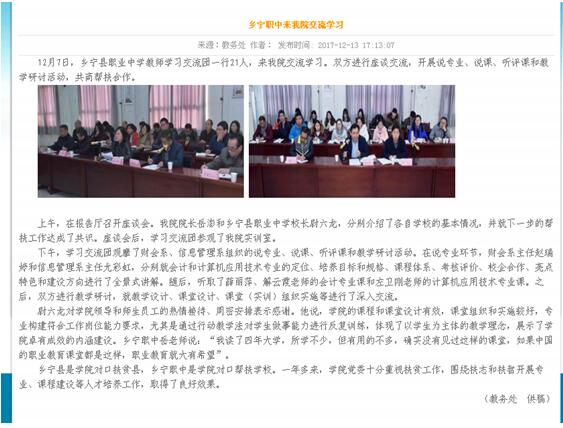 乡宁职中来我院交流学习
来源：教务处 作者： 发布时间：2017-12-13 17:13:07
12月7日，乡宁县职业中学教师学习交流团一行21人，来我院交流学习。双方进行座谈交流，开展说专业、说课、听评课和教
学研讨活动，共商帮扶合作。
上午，在报告厅召开座谈会。我院院长岳澎和乡宁县职业中学校长尉六龙，分别介绍了各自学校的基本情况，并就下一步的帮
扶工作达成了共识。座谈会后，学习交流团参观了我院实训室。
下午，学习交流团观摩了财会系、信息管理系组织的说专业、说课、听评课和教学研讨活动。在说专业环节，财会系主任赵瑞
婷和信息管理系主任尤彩虹，分别就会计和计算机应用技术专业的定位、培养目标和规格、课程体系、考核评价、校企合作、亮点
特色和建设方向进行了全景式讲解。随后，听取了薛丽萍、解云霞老师的会计专业课和左卫刚老师的计算机应用技术专业课。之
后，双方进行教学研讨，就教学设计、课堂设计、课堂（实训）组织实施等进行了深入交流。
尉六龙对学院领导和师生员工的热情接待、周密安排表示感谢。他说，学院的课程和课堂设计有效，课堂组织和实施较好，专
业构建符合工作岗位能力要求，尤其是通过行动教学法对学生做事能力进行反复训练，体现了以学生为主体的教学理念，展示了学
院卓有成效的内涵建设。乡宁职中岳老师说：“我读了四年大学，所学不少，但有用的不多，确实没有见过这样的课堂，如果中国
的职业教育课堂都是这样，职业教育就大有希望”。
乡宁县是学院对口扶贫县，乡宁职中是学院对口帮扶学校。一年多来，学院党委十分重视扶贫工作，围绕扶志和扶智开展专
业、课程建设等人才培养工作，取得了良好效果。
（教务处　供稿）